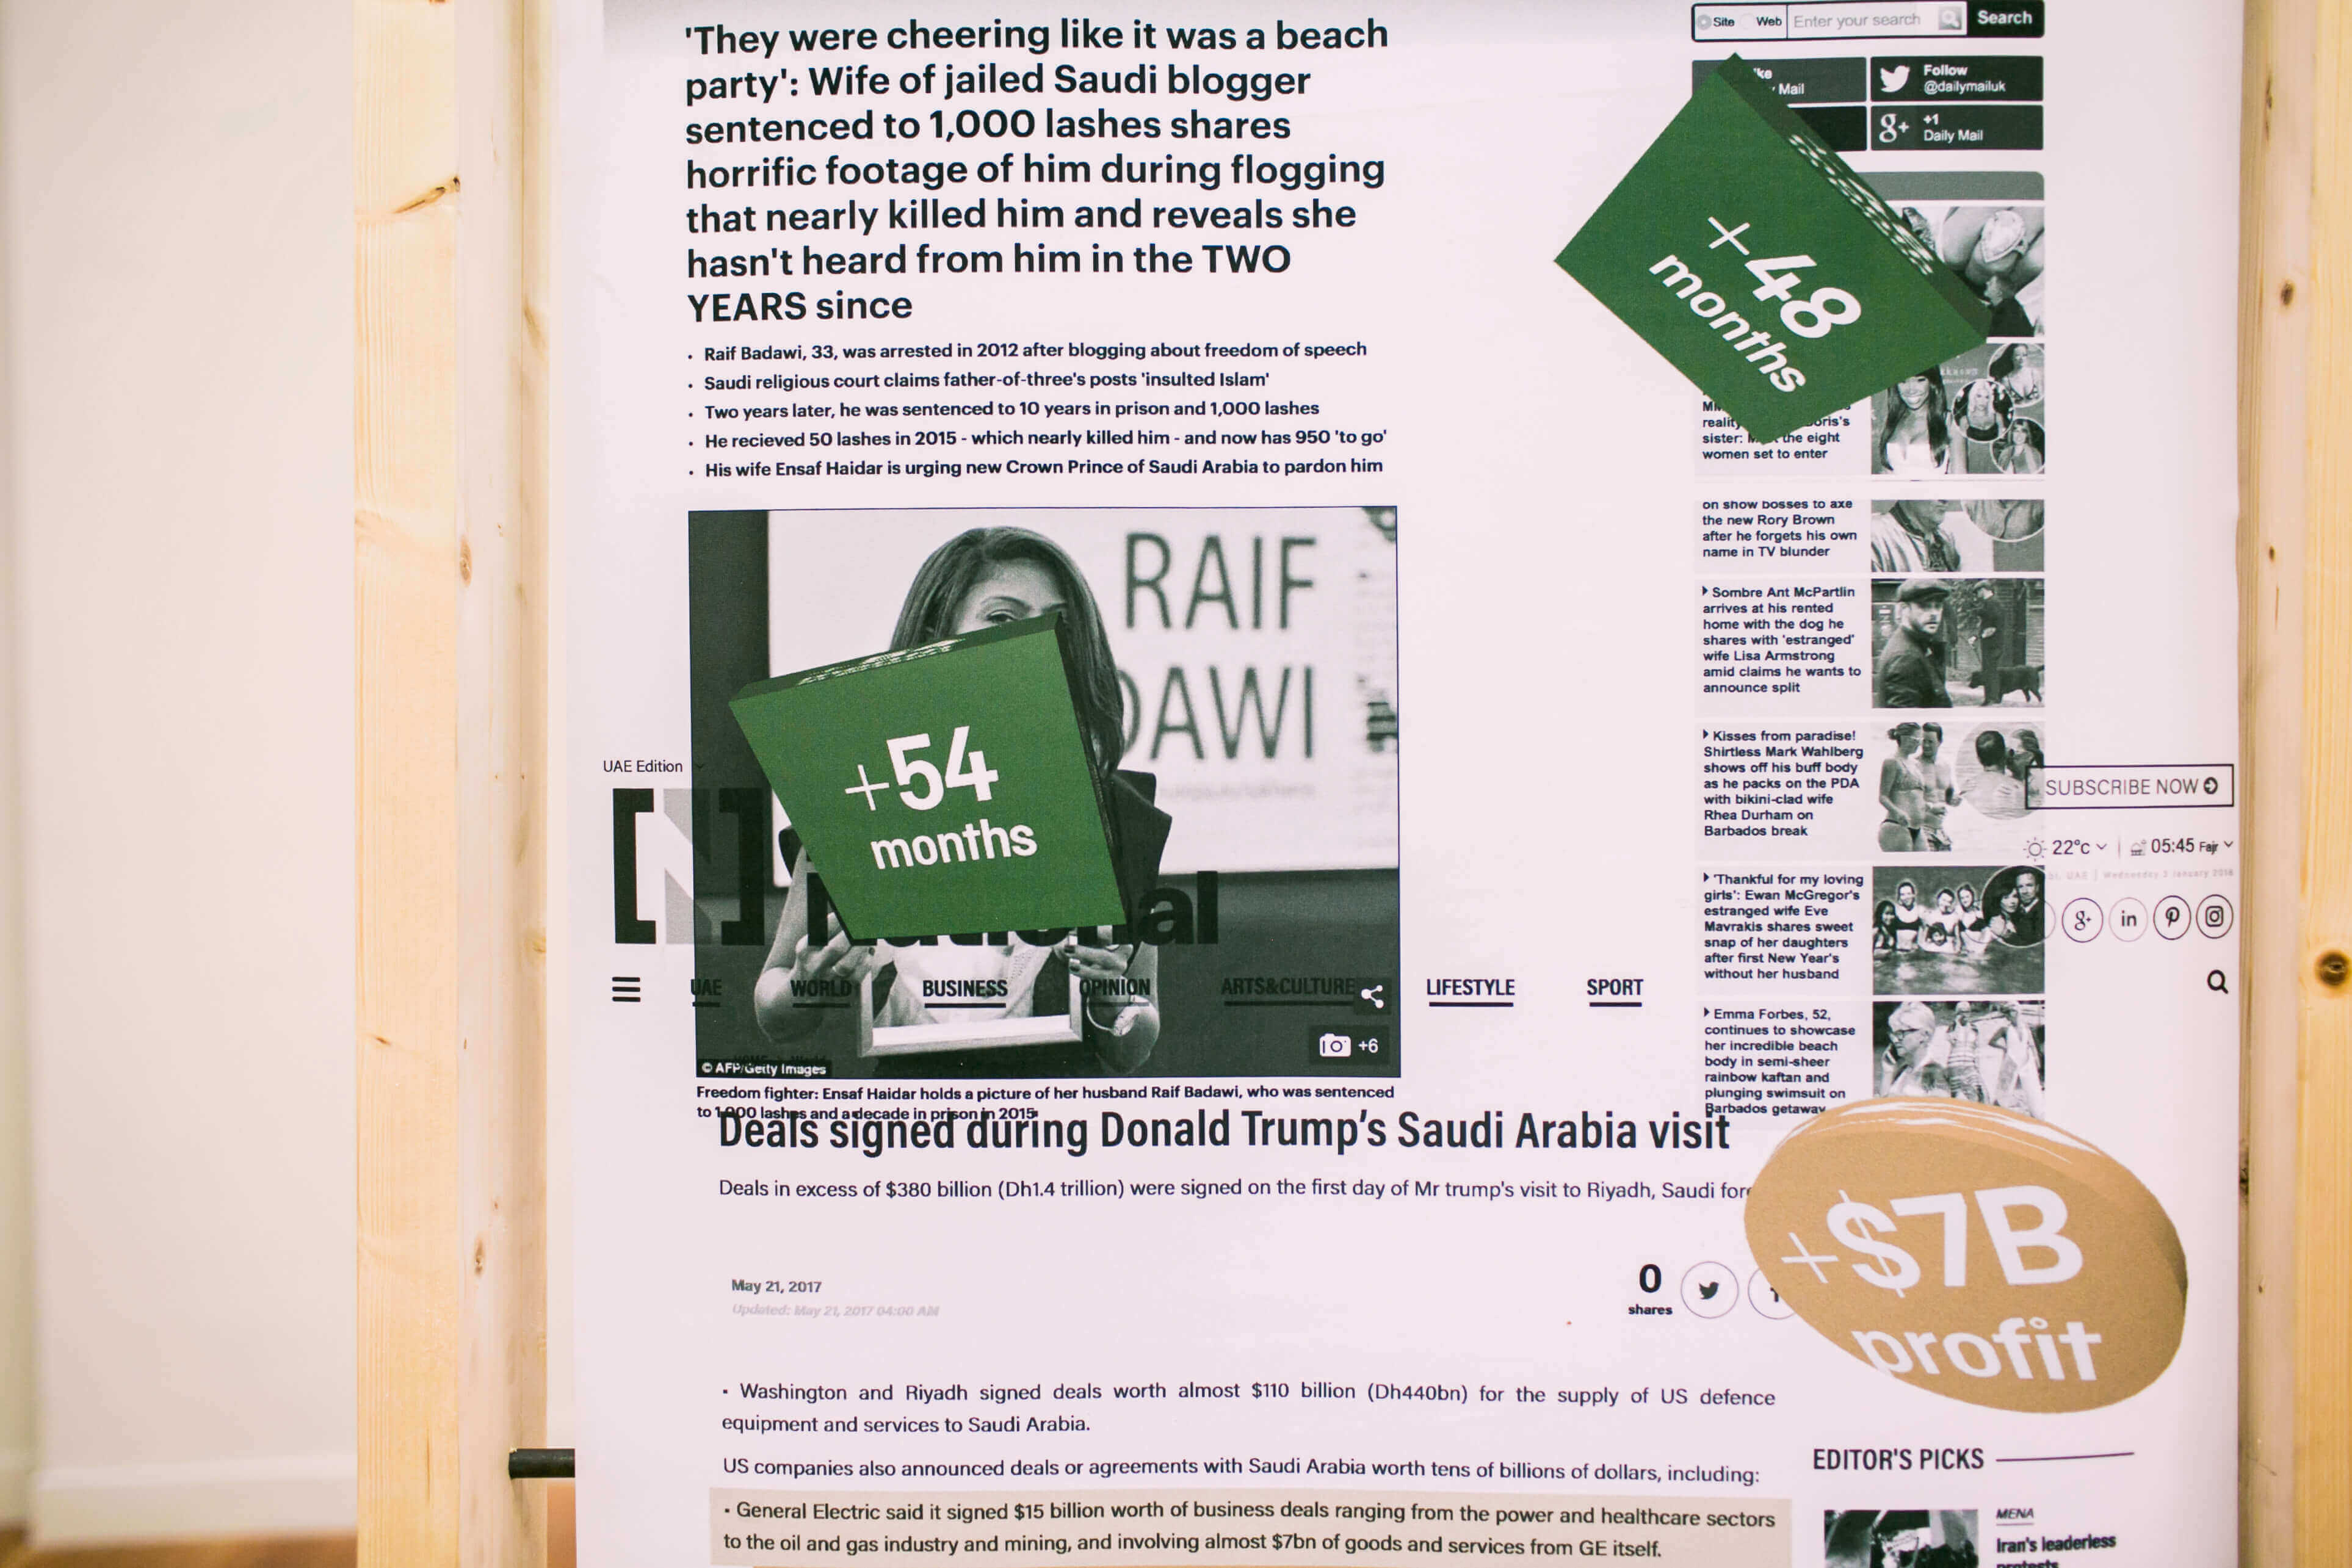 'They were cheering like it was a beach
party': Wife of jailed Saudi blogger
sentenced to 1,000 lashes shares
horrific footage of him during flogging
that nearly killed him and reveals she
hasn't heard from him in the TWO
YEARS since
• Raif Badawi, 33, was arrested in 2012 after blogging about freedom of speech
• Saudi religious court claims father-of-three's posts 'insulted Islam'
• Two years later, he was sentenced to 10 years in prison and 1,000 lashes
• He recieved 50 lashes in 2015 - which nearly killed him - and now has 950 'to go'
• His wife Ensaf Haidar is urging new Crown Prince of Saudi Arabia to pardon him
RAIF
DAWI
+54
months
+6
© AFP/Getty Images
Freedom fighter: Ensaf Haidar holds a picture of her husband Raif Badawi, who was sentenced
to 1,000 lashes and a decade in prison in 2015
Site Web Enter your search Search
ke
Mail
Follow
@dailymailuk
+1
Daily Mail
+48
months
reality oris's
sister: the eight
women set to enter
on show bosses to axe
the new Rory Brown
after he forgets his own
name in TV blunder
Sombre Ant McPartlin
arrives at his rented
home with the dog he
shares with 'estranged'
wife Lisa Armstrong
amid claims he wants to
announce split
Kisses from paradise!
Shirtless Mark Wahlberg
shows off his buff body
as he packs on the PDA
with bikini-clad wife
Rhea Durham on
Barbados break
'Thankful for my loving
girls': Ewan McGregor's
estranged wife Eve
Mavrakis shares sweet
snap of her daughters
after first New Year's
without her husband
Emma Forbes, 52,
continues to showcase
her incredible beach
body in semi-sheer
rainbow kaftan and
plunging swimsuit on
Barbados getaway
UAE Edition
[N] National
SUBSCRIBE NOW
22°c 05:45 Fajr
UAE | Wednesday 3 January 2018
g+ in
UAE WORLD BUSINESS OPINION ARTS&CULTURE LIFESTYLE SPORT
Deals signed during Donald Trump's Saudi Arabia visit
Deals in excess of $380 billion (Dh1.4 trillion) were signed on the first day of Mr trump's visit to Riyadh, Saudi for
+$7B
profit
May 21, 2017
Updated: May 21, 2017 04:00 AM
0
shares
• Washington and Riyadh signed deals worth almost $110 billion (Dh440bn) for the supply of US defence
equipment and services to Saudi Arabia.
US companies also announced deals or agreements with Saudi Arabia worth tens of billions of dollars, including:
• General Electric said it signed $15 billion worth of business deals ranging from the power and healthcare sectors
to the oil and gas industry and mining, and involving almost $7bn of goods and services from GE itself.
EDITOR'S PICKS
MENA
Iran's leaderless
protests